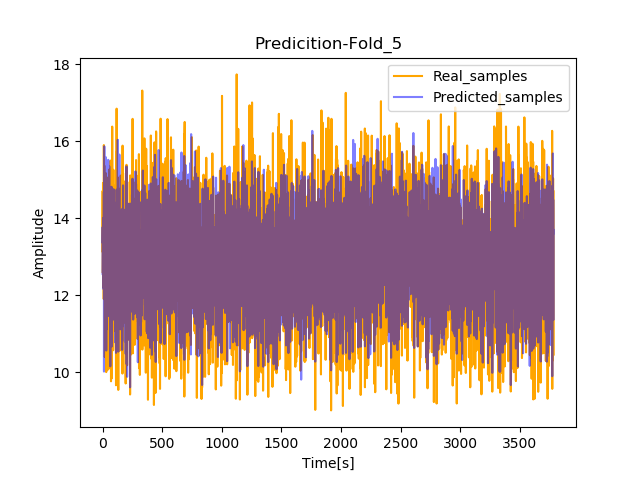 Predicition-Fold_5
Real_samples
Predicted_samples
18
16
14
12
10
Amplitude
0 500 1000 1500 2000 2500 3000 3500
Time[s]